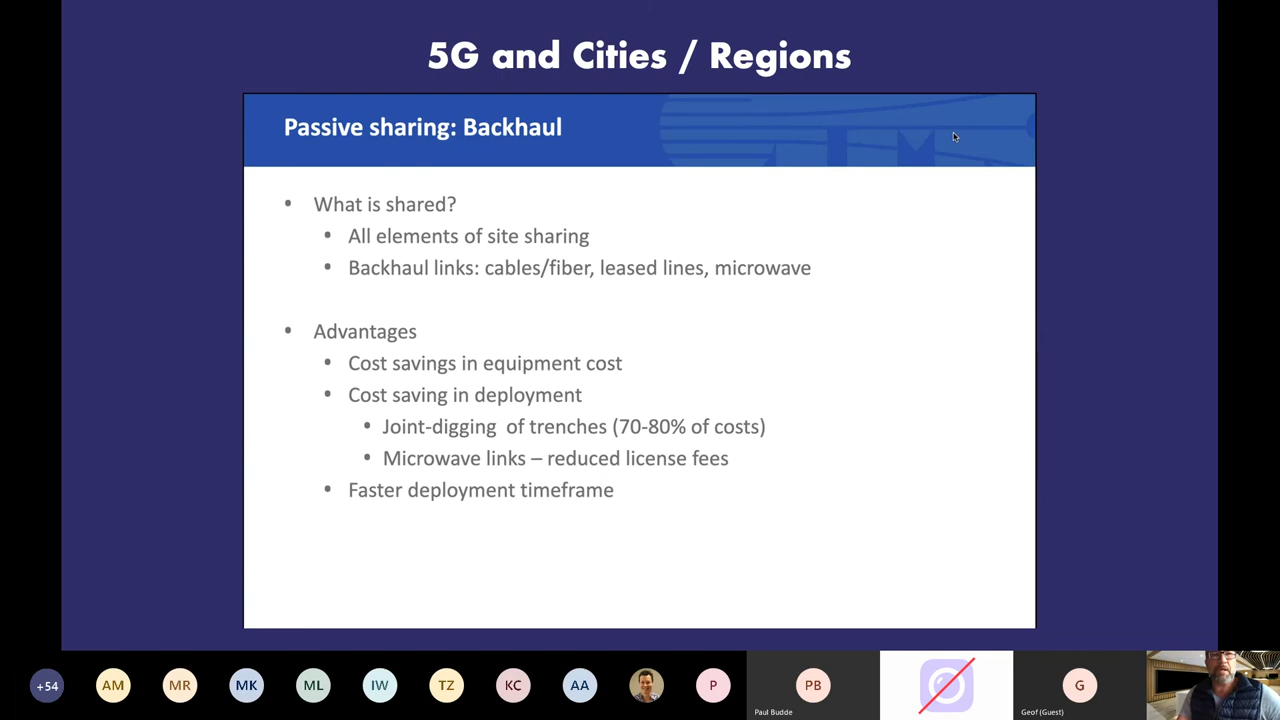 5G and Cities / Regions
Passive sharing: Backhaul
• What is shared?
• All elements of site sharing
• Backhaul links: cables/fiber, leased lines, microwave
• Advantages
• Cost savings in equipment cost
• Cost saving in deployment
• Joint-digging of trenches (70-80% of costs)
• Microwave links – reduced license fees
• Faster deployment timeframe
+54
AM
MR
MK
ML
IW
TZ
KC
AA
P
PB
G
Paul Budde
Geof (Guest)